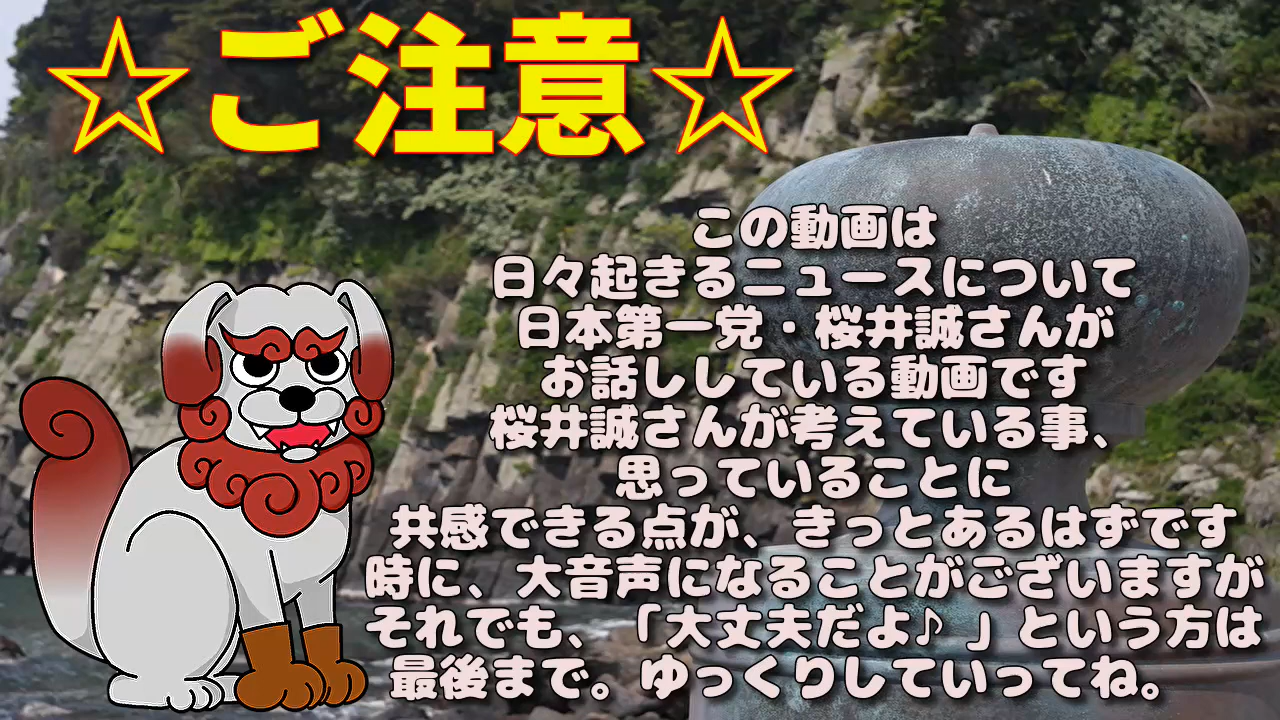 ☆ご注意☆
この動画は
日々起きるニュースについて
日本第一党・桜井誠さんが
お話ししている動画です
桜井誠さんが考えている事、
思っていることに
共感できる点が、きっとあるはずです
時に、大音声になることがございますが
それでも、「大丈夫だよ♪」という方は
最後まで。ゆっくりしていってね。